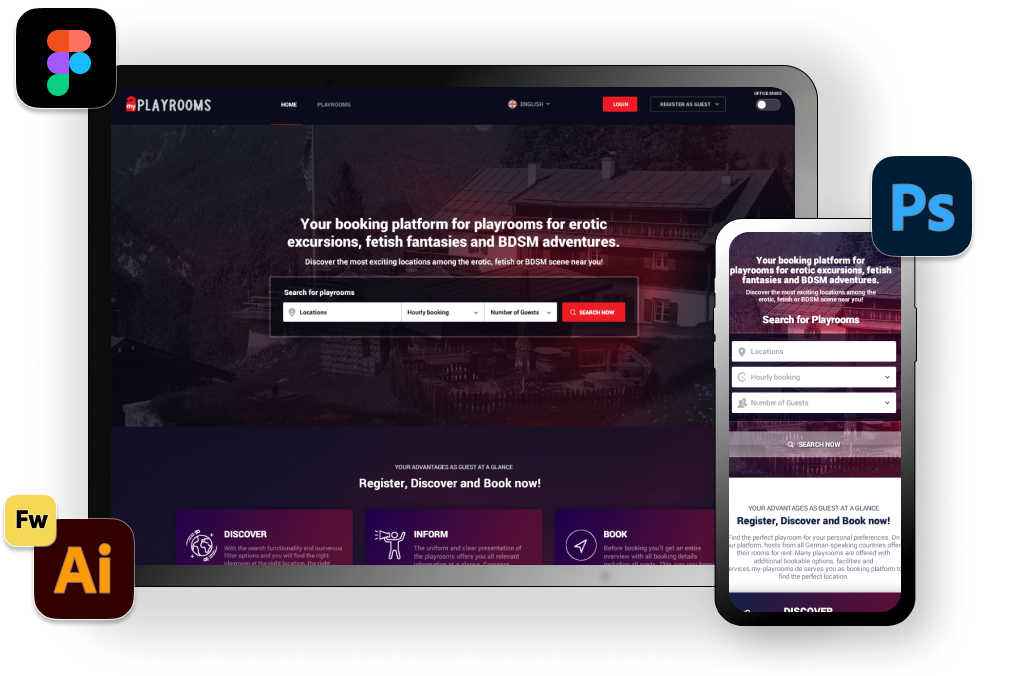 my PLAYROOMS
HOME
PLAYROOMS
ENGLISH
LOGIN
REGISTER AS GUEST
OFFICE MODE
Your booking platform for playrooms for erotic
excursions, fetish fantasies and BDSM adventures.
Discover the most exciting locations among the erotic, fetish or BDSM scene near you!
Search for playrooms
Locations
Hourly booking
Number of Guests
SEARCH NOW
YOUR ADVANTAGES AS GUEST AT A GLANCE
Register, Discover and Book now!
DISCOVER
With the search functionality and numerous
filter options and you will find the right
playroom at the right location, the right
INFORM
The uniform and clear presentation of
the playrooms offers you all relevant
information at a glance. Compare
BOOK
Before booking you'll get an entire
overview with all booking details
including all costs. This way you know
Ps
Your booking platform for
playrooms for erotic excursions, fetish
fantasies and BDSM adventures.
Discover the most exciting locations among the
erotic, fetish or BDSM scene near you!
Search for Playrooms
Locations
Hourly booking
Number of Guests
SEARCH NOW
YOUR ADVANTAGES AS GUEST AT A GLANCE
Register, Discover and Book now!
Find the perfect playroom for your personal preferences. On
ur platform, hosts from all German-speaking countries offer
their rooms for rent. Many playrooms are offered with
additional bookable options, facilities and
ervices.my-playrooms.de serves you as booking platform to
find the perfect location.
DISCOVER
Fw
Ai